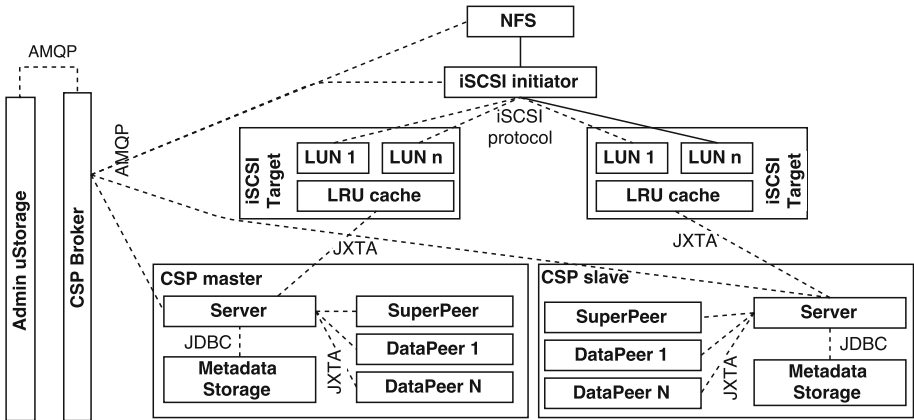 NFS
AMQP
iSCSI initiator
Admin uStorage
CSP Broker
AMQP
iSCSI
protocol
iSCSI
Target
LUN 1
LUN n
LRU cache
LUN 1
LUN n
LRU cache
iSCSI
Target
JXTA
JXTA
CSP master
Server
JDBC
Metadata
Storage
JXTA
SuperPeer
DataPeer 1
DataPeer N
CSP slave
SuperPeer
DataPeer 1
DataPeer N
JXTA
Server
JDBC
Metadata
Storage